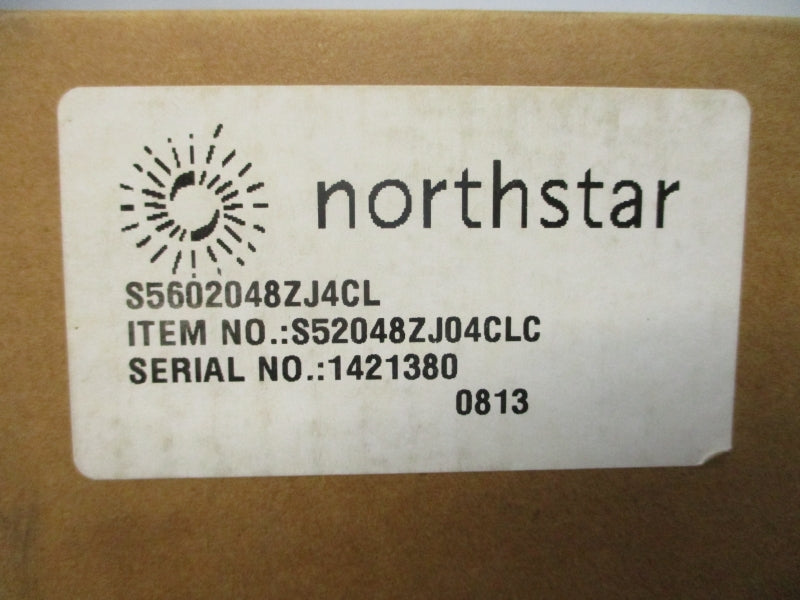 northstar
S5602048ZJ4CL
ITEM NO.:S52048ZJ04CLC
SERIAL NO.:1421380
0813